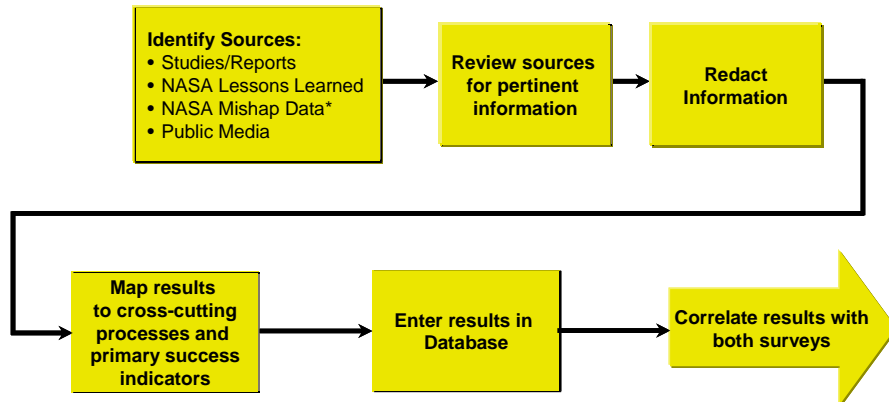 Identify Sources:
• Studies/Reports
• NASA Lessons Learned
• NASA Mishap Data*
• Public Media
Review sources
for pertinent
information
Redact
Information
Map results
to cross-cutting
processes and
primary success
indicators
Enter results in
Database
Correlate results with
both surveys